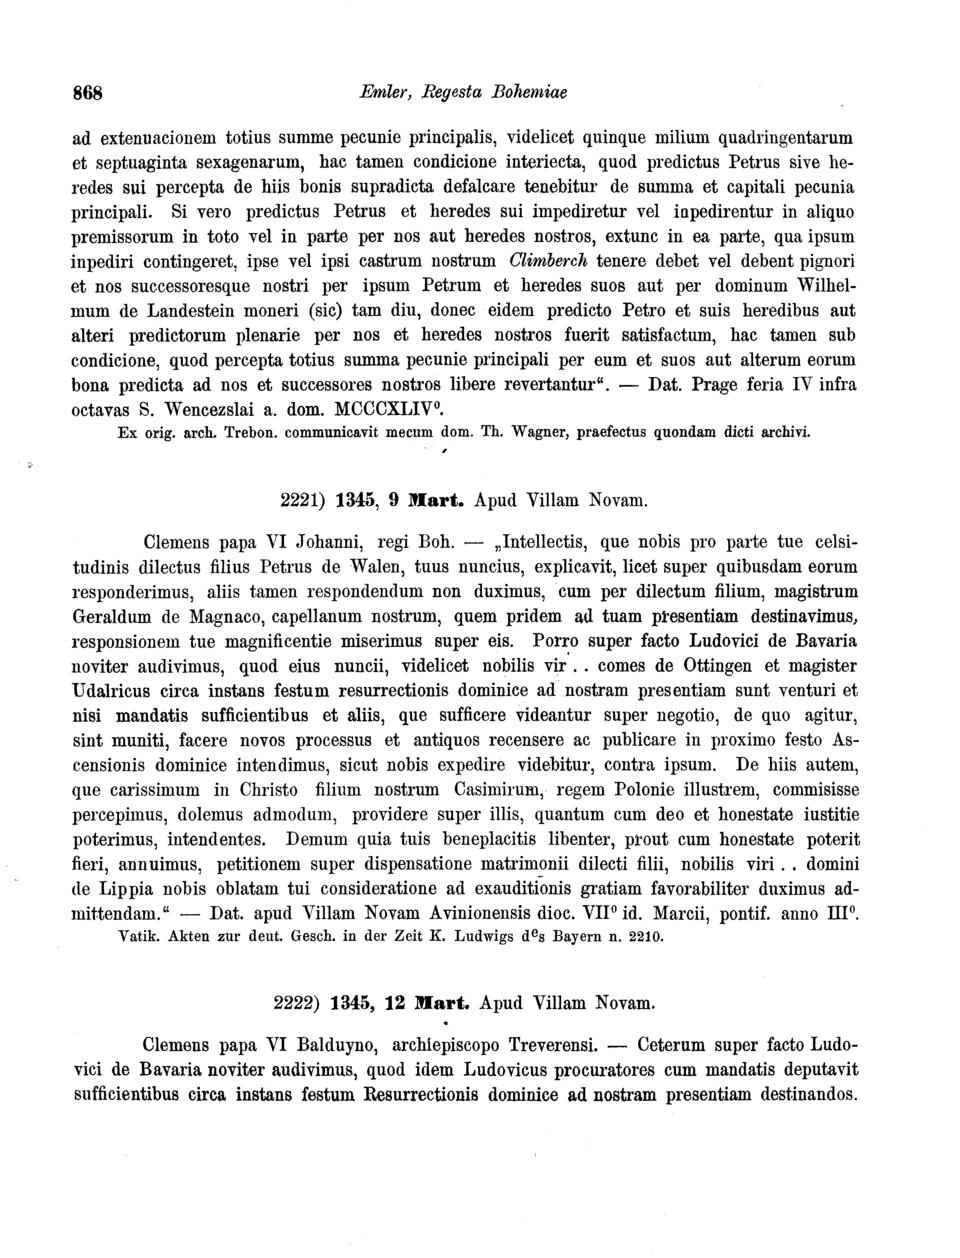 868 Emler, Regesta Bohemiae
ad extenuacionem totius summe pecunie principalis, videlicet quinque milium quadringentarum
et septuaginta sexagenarum, hac tamen condicione interiecta, quod predictus Petrus sive he-
redes sui percepta de hiis bonis supradicta defalcare tenebitur de summa et capitali pecunia
principali. Si vero predictus Petrus et heredes sui impediretur vel inpedirentur in aliquo
premissorum in toto vel in parte per nos aut heredes nostros, extunc in ea parte, qua ipsum
inpediri contingeret, ipse vel ipsi castrum nostrum Climberch tenere debet vel debent pignori
et nos successoresque nostri per ipsum Petrum et heredes suos aut per dominum Wilhel-
mum de Landestein moneri (sic) tam diu, donec eidem predicto Petro et suis heredibus aut
alteri predictorum plenarie per nos et heredes nostros fuerit satisfactum, hac tamen sub
condicione, quod percepta totius summa pecunie principali per eum et suos aut alterum eorum
bona predicta ad nos et successores nostros libere revertantur“. — Dat. Prage feria IV infra
octavas S. Wencezslai a. dom. MCCCXLIV⁰.
Ex orig. arch. Trebon. communicavit mecum dom. Th. Wagner, praefectus quondam dicti archivi.
2221) 1345, 9 Mart. Apud Villam Novam.
Clemens papa VI Johanni, regi Boh. — „Intellectis, que nobis pro parte tue celsi-
tudinis dilectus filius Petrus de Walen, tuus nuncius, explicavit, licet super quibusdam eorum
responderimus, aliis tamen respondendum non duximus, cum per dilectum filium, magistrum
Geraldum de Magnaco, capellanum nostrum, quem pridem ad tuam presentiam destinavimus,
responsionem tue magnificentie miserimus super eis. Porro super facto Ludovici de Bavaria
noviter audivimus, quod eius nuncii, videlicet nobilis vir . . comes de Ottingen et magister
Udalricus circa instans festum resurrectionis dominice ad nostram presentiam sunt venturi et
nisi mandatis sufficientibus et aliis, que sufficere videantur super negotio, de quo agitur,
sint muniti, facere novos processus et antiquos recensere ac publicare in proximo festo As-
censionis dominice intendimus, sicut nobis expedire videbitur, contra ipsum. De hiis autem,
que carissimum in Christo filium nostrum Casimirum, regem Polonie illustrem, commisisse
percepimus, dolemus admodum, providere super illis, quantum cum deo et honestate iustitie
poterimus, intendentes. Demum quia tuis beneplacitis libenter, prout cum honestate poterit
fieri, annuimus, petitionem super dispensatione matrimonii dilecti filii, nobilis viri . . domini
de Lippia nobis oblatam tui consideratione ad exauditionis gratiam favorabiliter duximus ad-
mittendam.“ — Dat. apud Villam Novam Avinionensis dioc. VII⁰ id. Marcii, pontif. anno III⁰.
Vatik. Akten zur deut. Gesch. in der Zeit K. Ludwigs des Bayern n. 2210.
2222) 1345, 12 Mart. Apud Villam Novam.
Clemens papa VI Balduyno, archiepiscopo Treverensi. — Ceterum super facto Ludo-
vici de Bavaria noviter audivimus, quod idem Ludovicus procuratores cum mandatis deputavit
sufficientibus circa instans festum Resurrectionis dominice ad nostram presentiam destinandos.